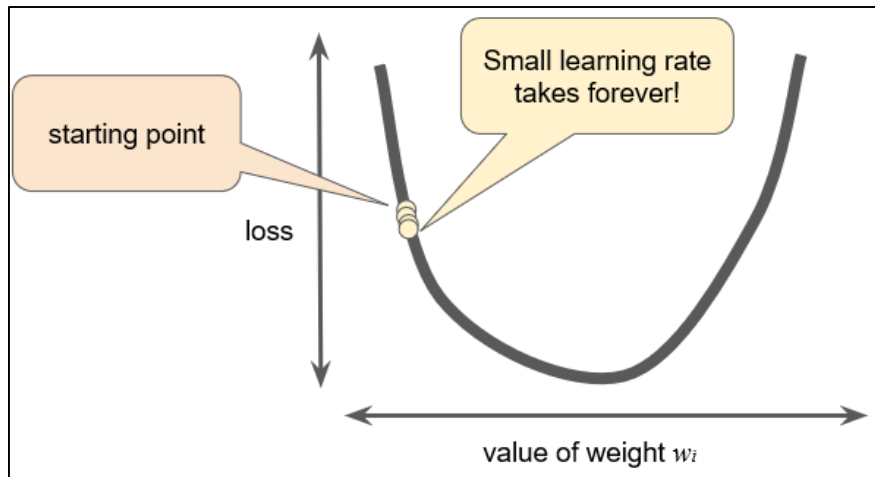 Small learning rate
takes forever!
starting point
loss
value of weight wi